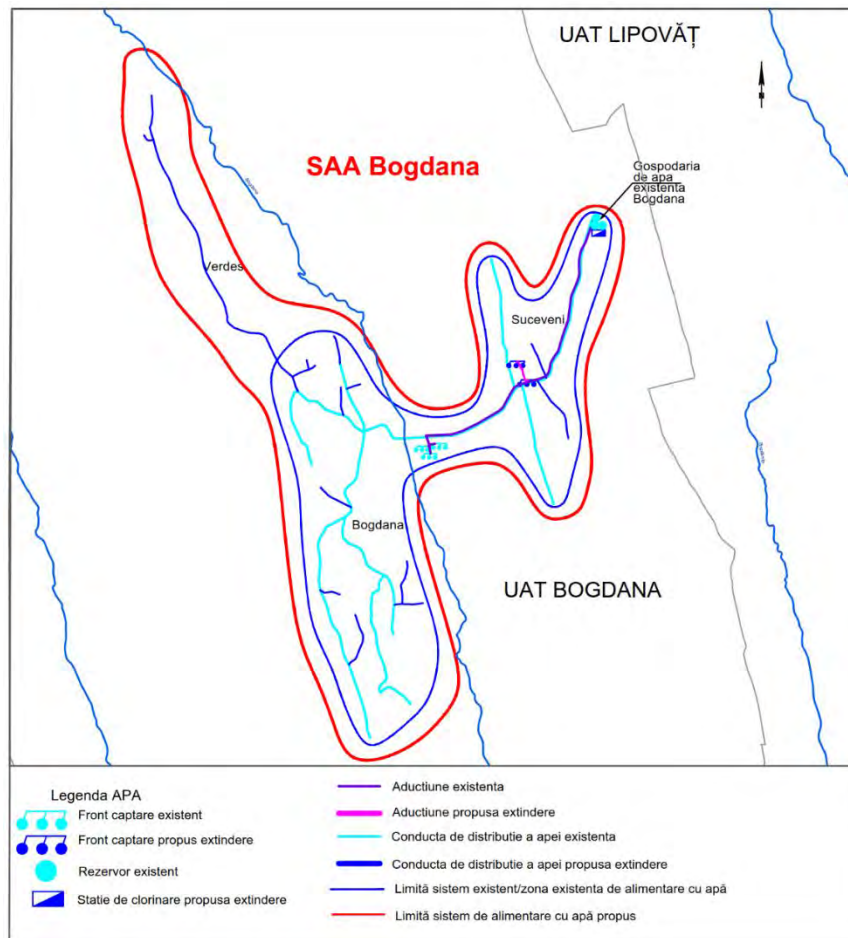 UAT LIPOVĂȚ
SAA Bogdana
Gospodaria
de apa
existenta
Bogdana
Verdes
Suceveni
Bogdana
UAT BOGDANA
Legenda APA
Front captare existent
Front captare propus extindere
Rezervor existent
Statie de clorinare propusa extindere
Aductiune existenta
Aductiune propusa extindere
Conducta de distributie a apei existenta
Conducta de distributie a apei propusa extindere
Limită sistem existent/zona existenta de alimentare cu apă
Limită sistem de alimentare cu apă propus